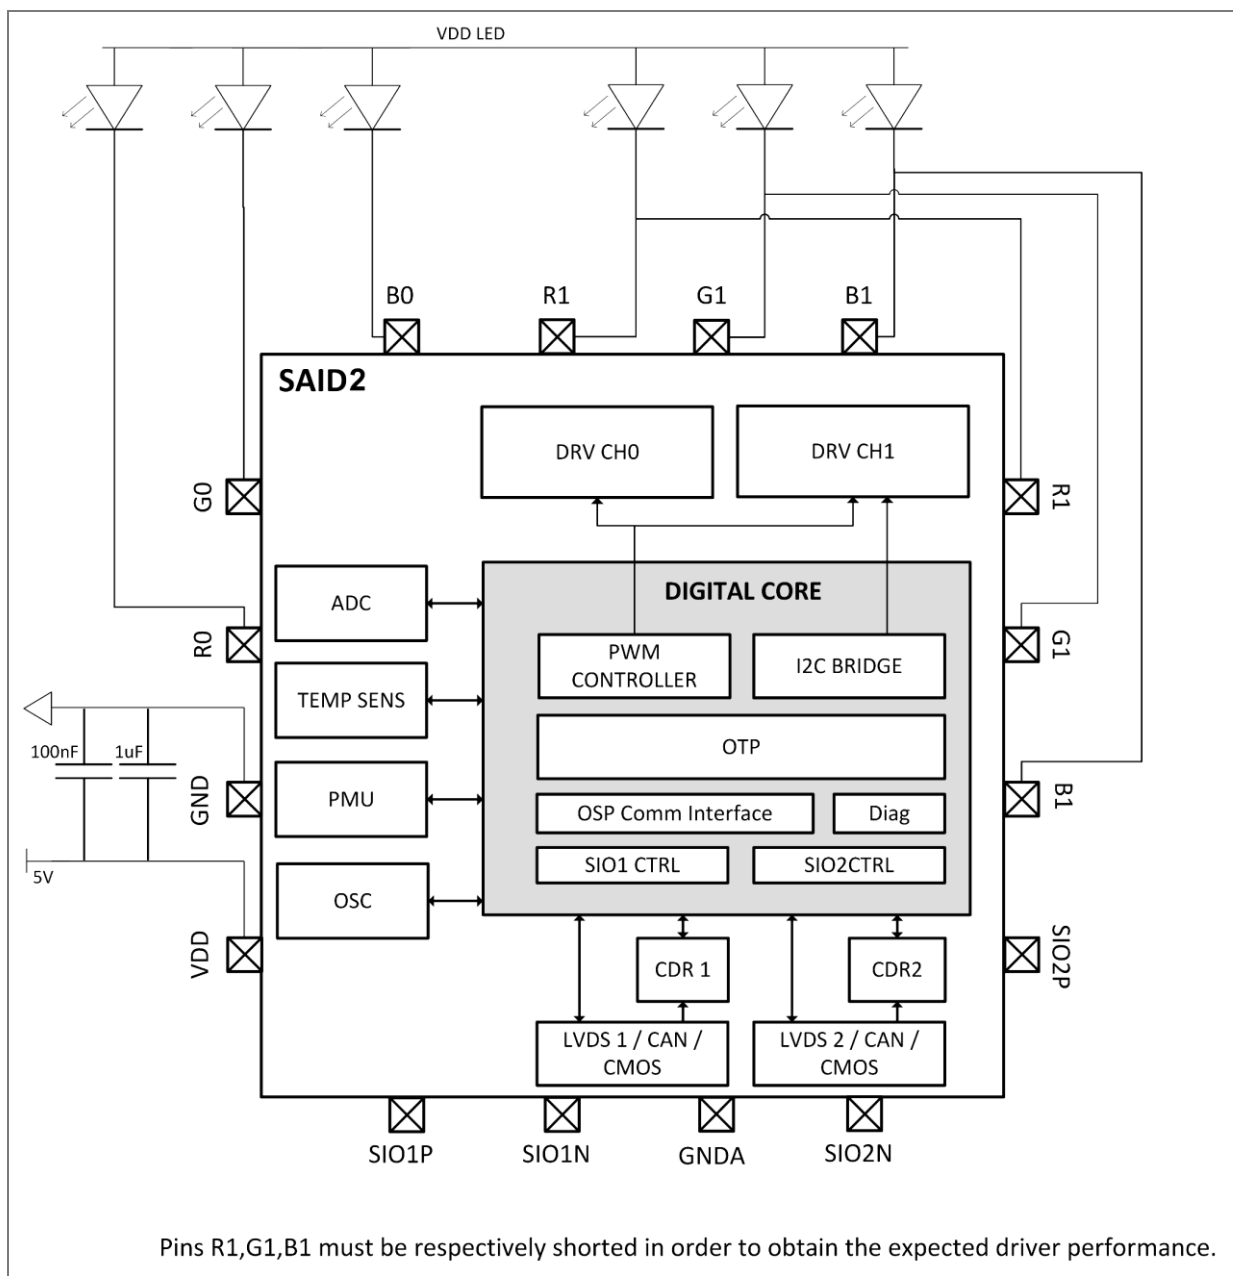 VDD LED
B0
R1
G1
B1
SAID2
DRV CH0
DRV CH1
G0
R1
ADC
DIGITAL CORE
R0
PWM
CONTROLLER
I2C BRIDGE
G1
TEMP SENS
OTP
100nF
1uF
GND
PMU
OSP Comm Interface
Diag
B1
5V
SIO1 CTRL
SIO2CTRL
OSC
VDD
SIO2P
CDR 1
CDR2
LVDS 1 / CAN /
CMOS
LVDS 2 / CAN /
CMOS
SIO1P
SIO1N
GNDA
SIO2N
Pins R1,G1,B1 must be respectively shorted in order to obtain the expected driver performance.